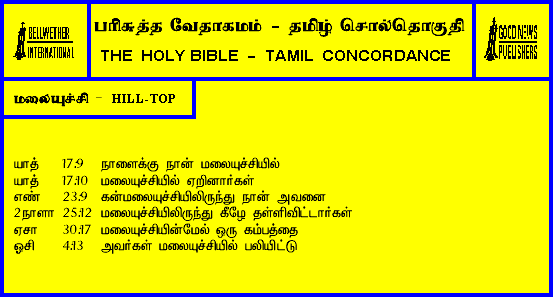 BELLWETHER
INTERNATIONAL
பரிசுத்த வேதாகமம் - தமிழ் சொல்தொகுதி
THE HOLY BIBLE - TAMIL CONCORDANCE
GOOD NEWS
PUBLISHERS
மலையுச்சி - HILL-TOP
யாத் 17:9 நாளைக்கு நான் மலையுச்சியில்
யாத் 17:10 மலையுச்சியில் ஏறினார்கள்
எண் 23:9 கன்மலையுச்சியிலிருந்து நான் அவனை
2நாளா 25:12 மலையுச்சியிலிருந்து கீழே தள்ளிவிட்டார்கள்
ஏசா 30:17 மலையுச்சியின்மேல் ஒரு கம்பத்தை
ஓசி 4:13 அவர்கள் மலையுச்சியில் பலியிட்டு